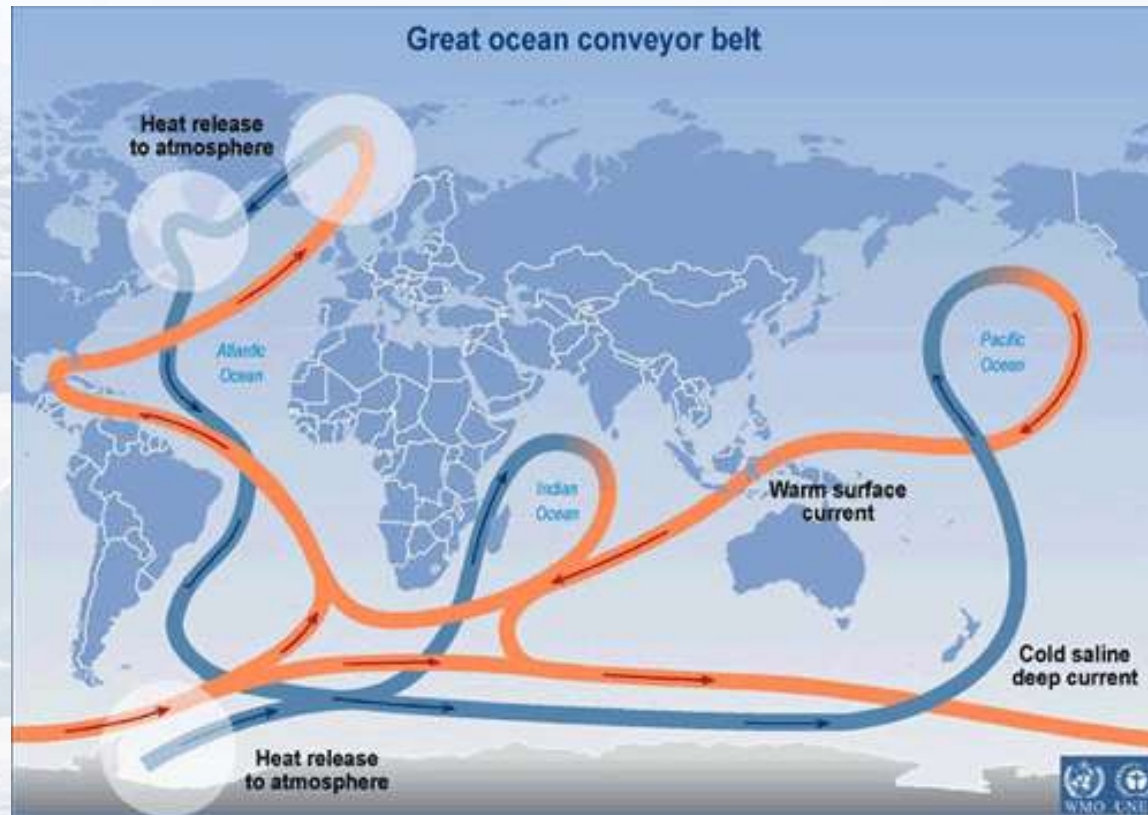 Great ocean conveyor belt
Heat release
to atmosphere
Atlantic
Ocean
Pacific
Ocean
Indian
Ocean
Warm surface
current
Cold saline
deep current
Heat release
to atmosphere
WMO UNEP